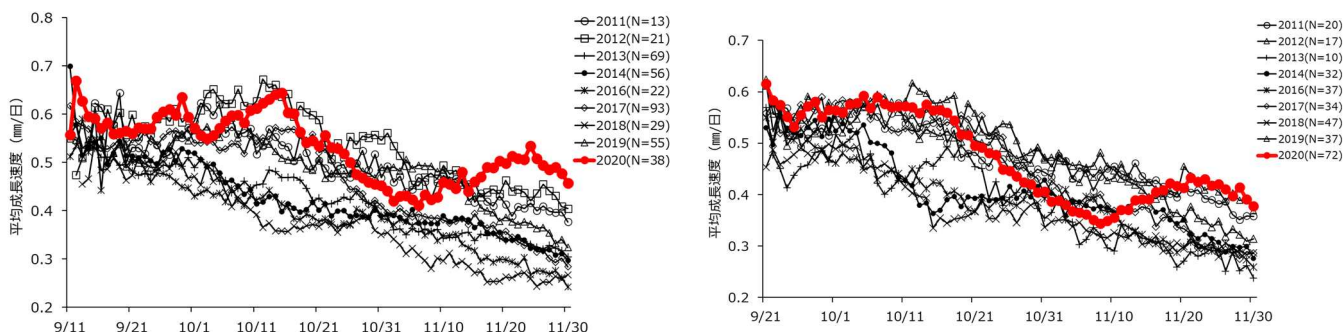 平均成長速度（㎜/日）
0.8
0.7
0.6
0.5
0.4
0.3
0.2
9/11 9/21 10/1 10/11 10/21 10/31 11/10 11/20 11/30
2011(N=13)
2012(N=21)
2013(N=69)
2014(N=56)
2016(N=22)
2017(N=93)
2018(N=29)
2019(N=55)
2020(N=38)
平均成長速度（㎜/日）
0.7
0.6
0.5
0.4
0.3
0.2
9/21 10/1 10/11 10/21 10/31 11/10 11/20 11/30
2011(N=20)
2012(N=17)
2013(N=10)
2014(N=32)
2016(N=37)
2017(N=34)
2018(N=47)
2019(N=37)
2020(N=72)